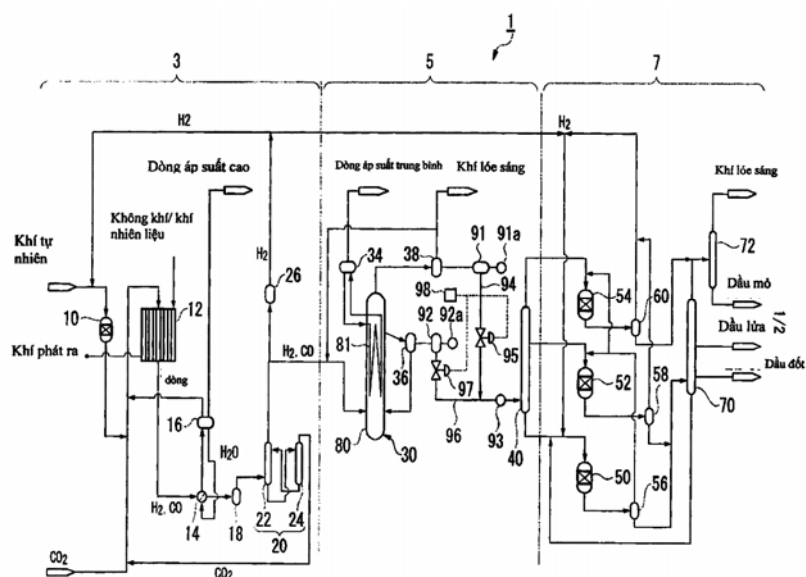 1
3
5
7
H2
H2
Dòng áp suất cao
Dòng áp suất trung bình
Khí lóe sáng
Khí lóe sáng
Không khí/ khí
nhiên liệu
Khí tự
nhiên
H2
26
34
38
91
91a
94
98
72
54
60
Dầu mỏ
10
12
81
92
92a
95
Dầu lửa
1/2
Khí phát ra
dòng
H2. CO
36
97
52
58
Dầu đốt
70
16
H2O
96
93
40
80
30
50
56
H2. CO
14
18
22
24
20
CO2
CO2